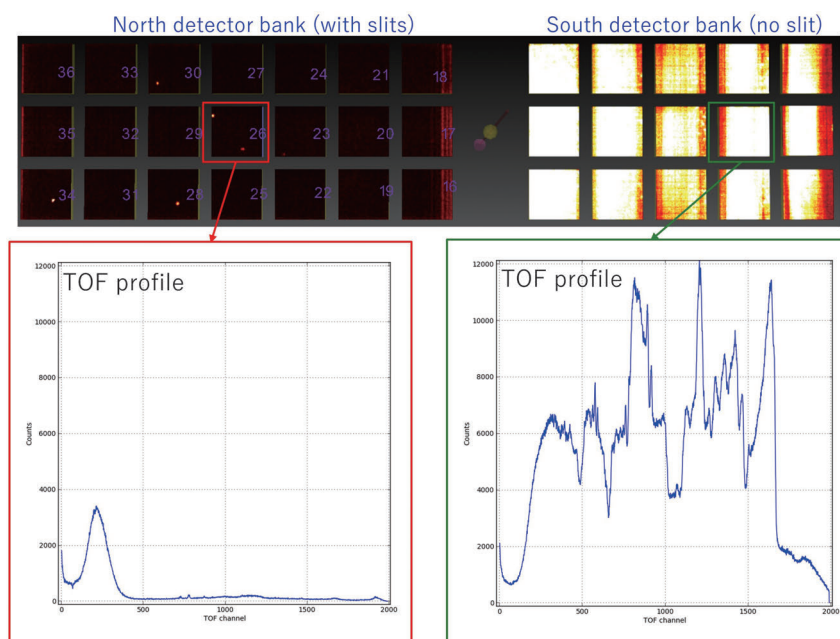 North detector bank (with slits)
South detector bank (no slit)
36 33 30 27 24 21 18
35 32 29 26 23 20 17
34 31 28 25 22 19 16
TOF profile
12000
10000
8000
6000
4000
2000
0
Counts
0 500 1000 1500 2000
TOF channel
TOF profile
12000
10000
8000
6000
4000
2000
0
Counts
0 500 1000 1500 2000
TOF channel